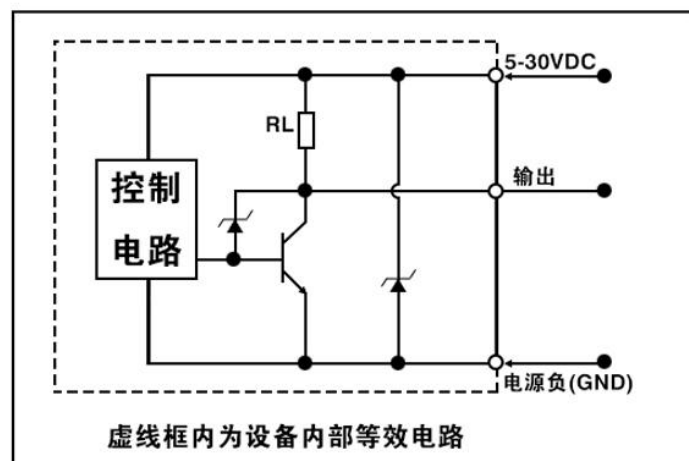 5-30VDC
RL
控制
电路
输出
电源负(GND)
虚线框内为设备内部等效电路